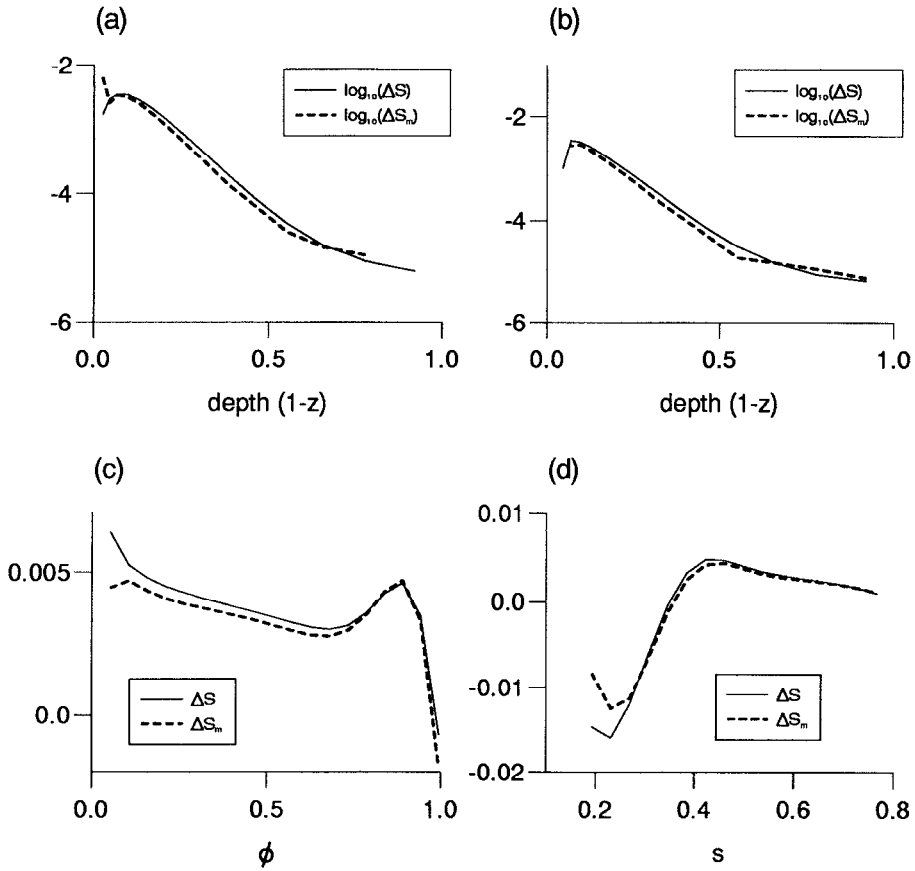 (a)
-2
-4
-6
0.0 0.5 1.0
depth (1-z)
log₁₀(ΔS)
log₁₀(ΔSₘ)
(b)
-2
-4
-6
0.0 0.5 1.0
depth (1-z)
log₁₀(ΔS)
log₁₀(ΔSₘ)
(c)
0.005
0.0
0.0 0.5 1.0
ϕ
ΔS
ΔSₘ
(d)
0.01
0.0
-0.01
-0.02
0.2 0.4 0.6 0.8
s
ΔS
ΔSₘ